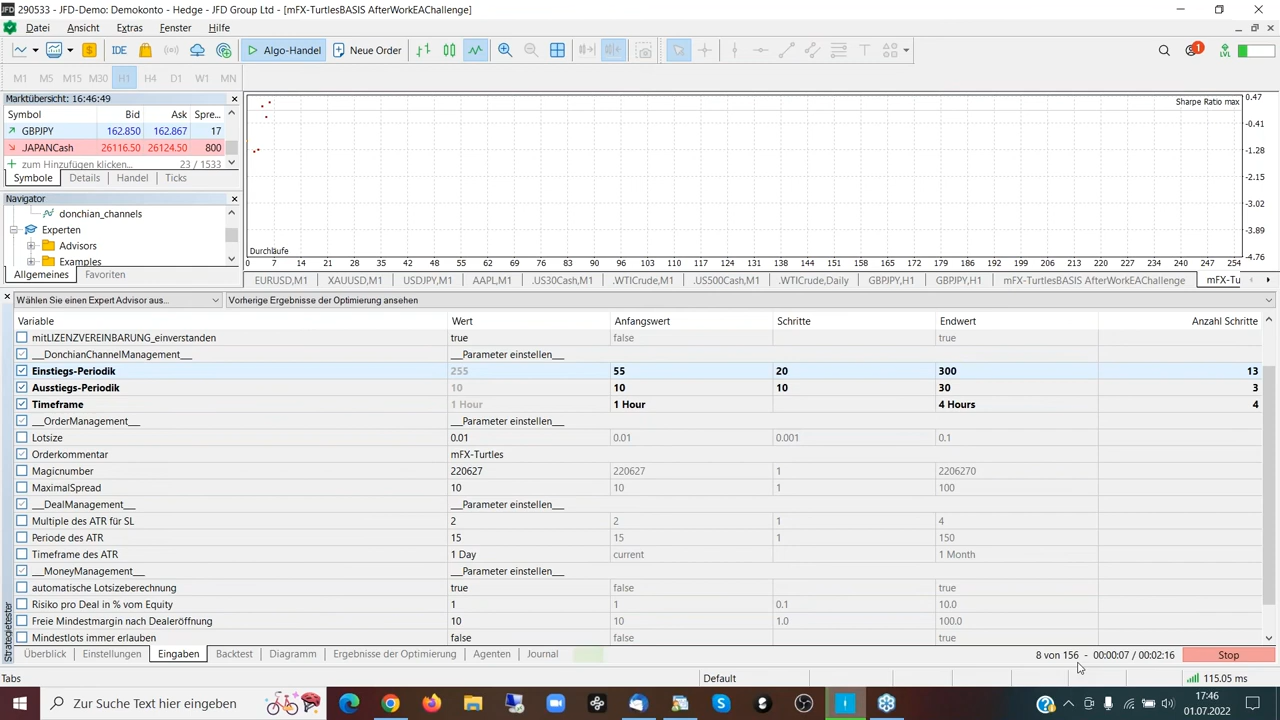 290533 - JFD-Demo: Demokonto - Hedge - JFD Group Ltd - [mFX-TurtlesBASIS AfterWorkEAChallenge]
Datei Ansicht Extras Fenster Hilfe
IDE Algo-Handel Neue Order 1 LVL
M1 M5 M15 M30 H1 H4 D1 W1 MN
Marktübersicht: 16:46:49
Symbol Bid Ask Spre...
GBPJPY 162.850 162.867 17
JAPANCash 26116.50 26124.50 800
zum Hinzufügen klicken... 23 / 1533
Symbole Details Handel Ticks
Navigator
donchian_channels
Experten
Advisors
Examples
Allgemeines Favoriten
Sharpe Ratio max
0.47
-0.41
-1.28
-2.15
-3.02
-3.89
-4.76
Durchläufe
0 7 14 21 28 34 41 48 55 62 69 76 83 90 97 104 110 117 124 131 138 144 151 158 165 172 179 185 192 199 206 213 220 227 233 240 247 254
EURUSD,M1 XAUUSD,M1 USDJPY,M1 AAPL,M1 .US30Cash,M1 .WTICrude,M1 .US500Cash,M1 .WTICrude,Daily GBPJPY,H1 GBPJPY,H1 mFX-TurtlesBASIS AfterWorkEAChallenge mFX-Tu
Wählen Sie einen Expert Advisor aus... Vorherige Ergebnisse der Optimierung ansehen
Variable Wert Anfangswert Schritte Endwert Anzahl Schritte
mitLIZENZVEREINBARUNG_einverstanden true false true
__DonchianChannelManagement__ __Parameter einstellen__
Einstiegs-Periodik 255 55 20 300 13
Ausstiegs-Periodik 10 10 10 30 3
Timeframe 1 Hour 1 Hour 4 Hours 4
__OrderManagement__ __Parameter einstellen__
Lotsize 0.01 0.01 0.001 0.1
Orderkommentar mFX-Turtles
Magicnumber 220627 220627 1 2206270
MaximalSpread 10 10 1 100
__DealManagement__ __Parameter einstellen__
Multiple des ATR für SL 2 2 1 4
Periode des ATR 15 15 1 150
Timeframe des ATR 1 Day current 1 Month
__MoneyManagement__ __Parameter einstellen__
automatische Lotsizeberechnung true false true
Risiko pro Deal in % vom Equity 1 1 0.1 10.0
Freie Mindestmargin nach Dealeröffnung 10 10 1.0 100.0
Mindestlots immer erlauben false false true
Strategietester
Überblick Einstellungen Eingaben Backtest Diagramm Ergebnisse der Optimierung Agenten Journal 8 von 156 - 00:00:07 / 00:02:16 Stop
Tabs Default 115.05 ms
Zur Suche Text hier eingeben 17:46
01.07.2022